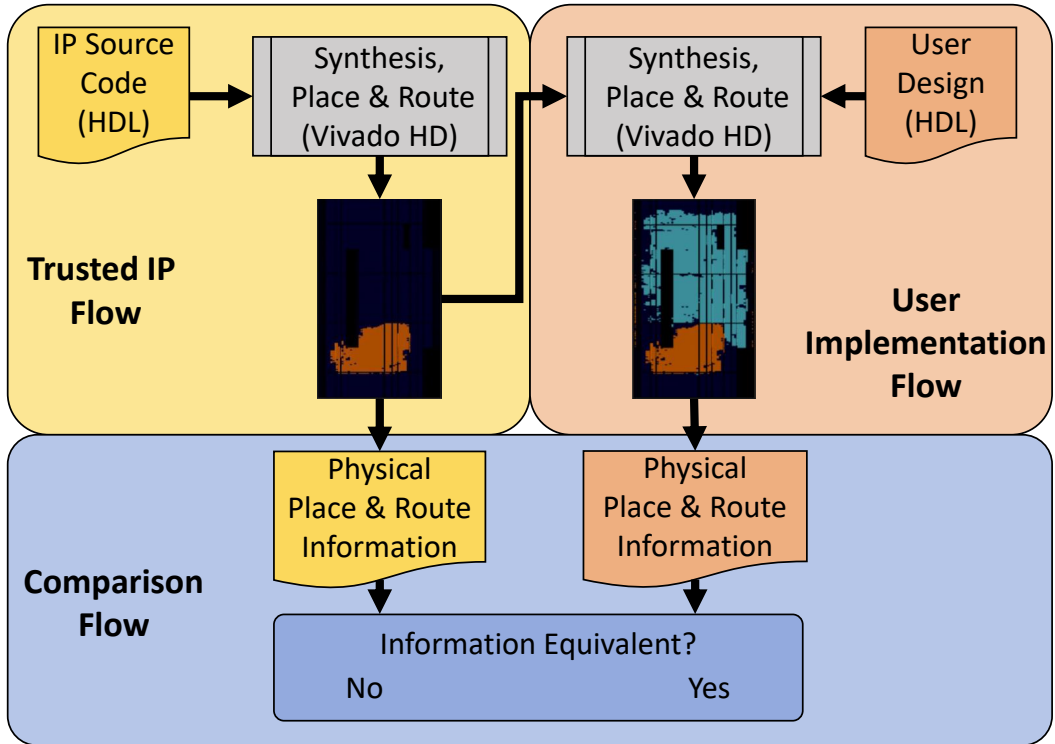 IP Source
Code
(HDL)
Synthesis,
Place & Route
(Vivado HD)
Synthesis,
Place & Route
(Vivado HD)
User
Design
(HDL)
Trusted IP
Flow
User
Implementation
Flow
Physical
Place & Route
Information
Physical
Place & Route
Information
Comparison
Flow
Information Equivalent?
No
Yes